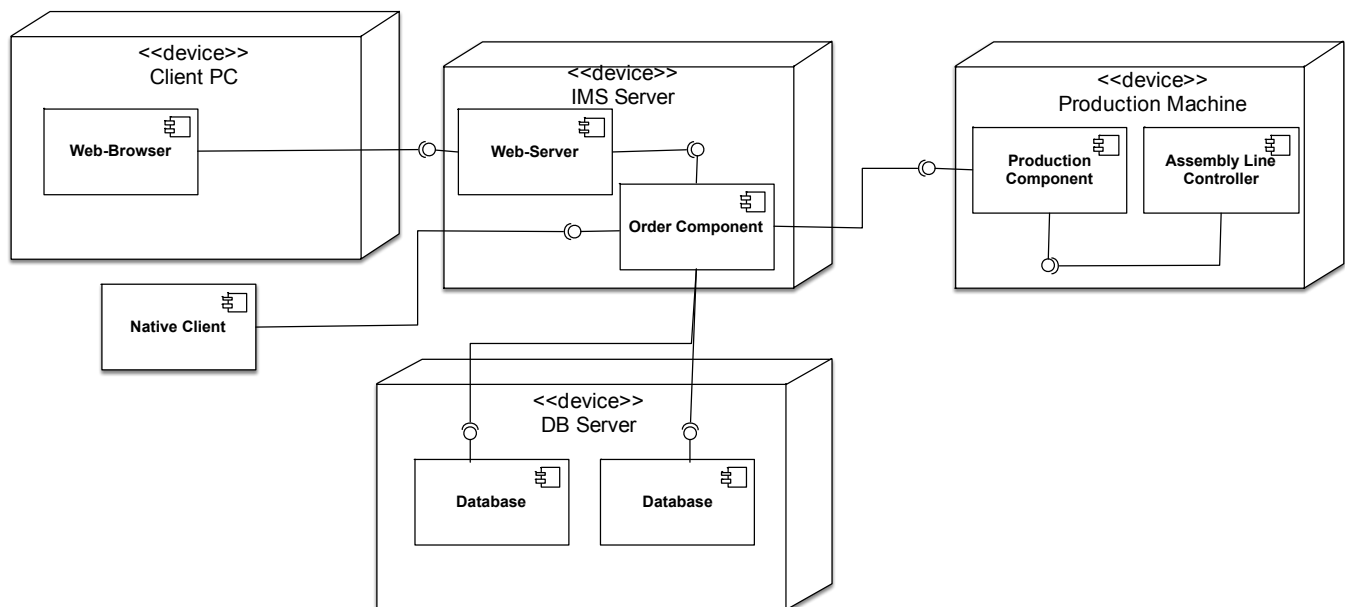 <<device>>
Client PC
Web-Browser
<<device>>
IMS Server
Web-Server
Order Component
<<device>>
Production Machine
Production
Component
Assembly Line
Controller
Native Client
<<device>>
DB Server
Database
Database